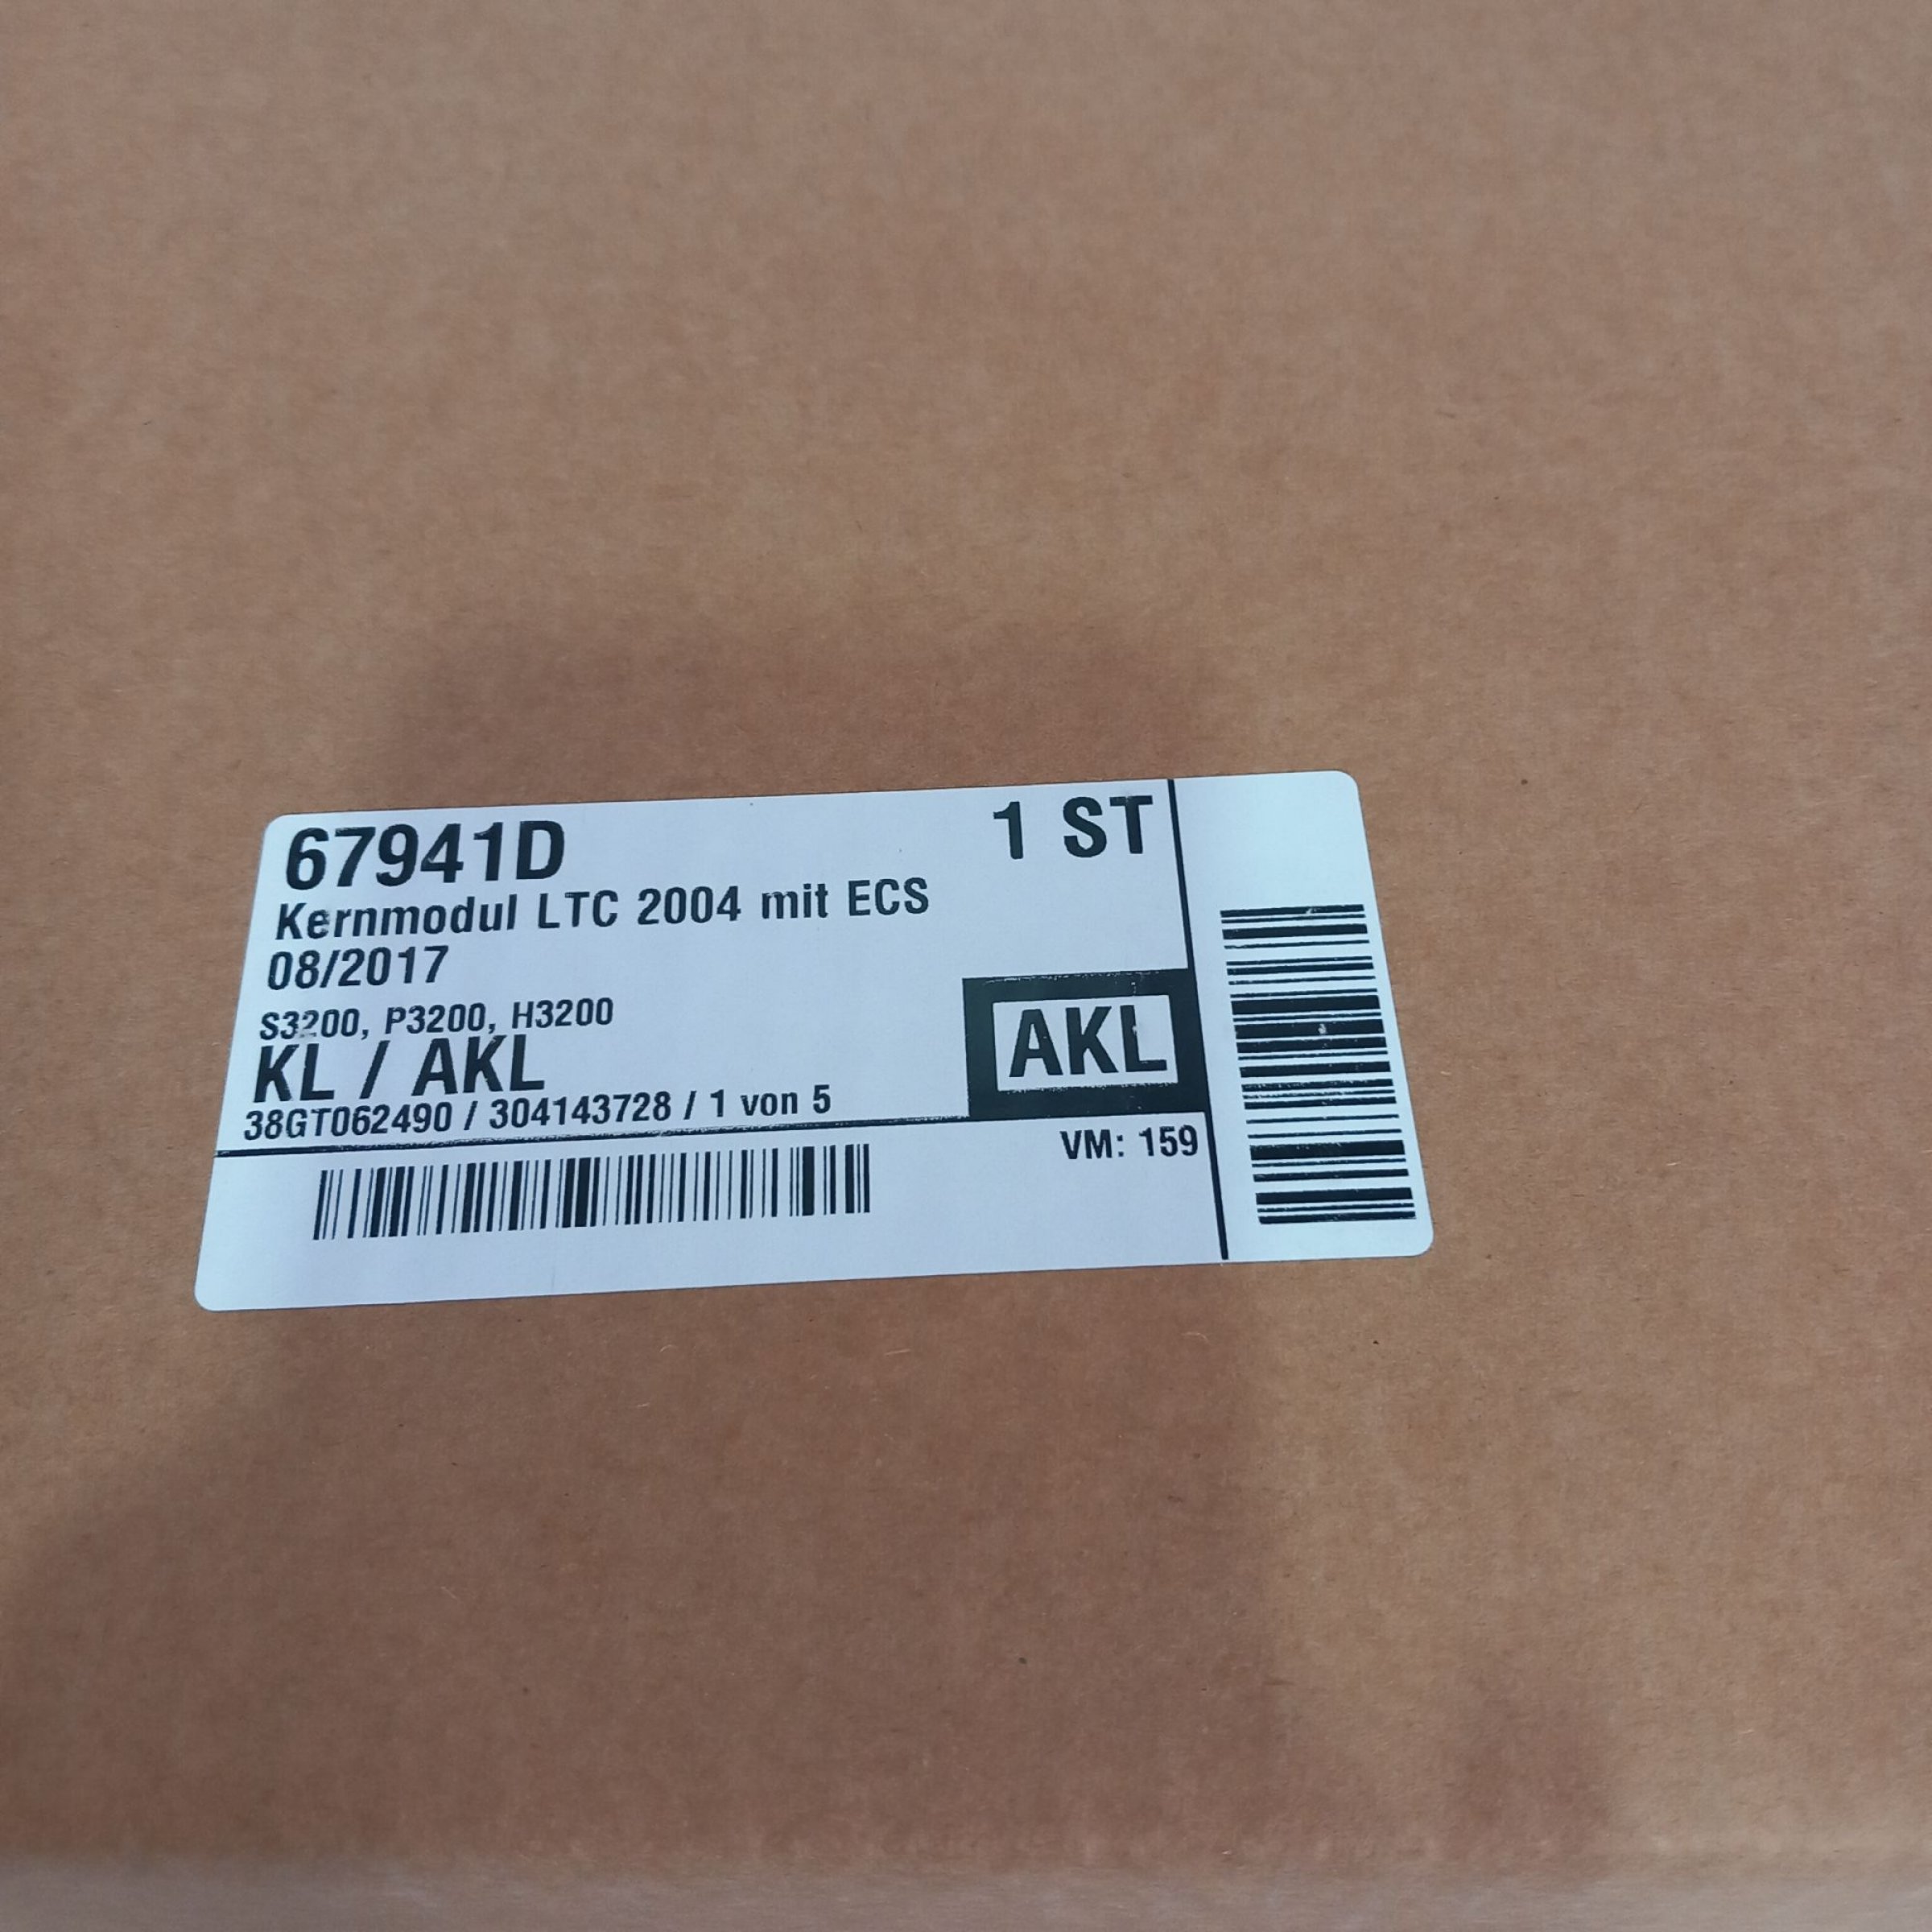 67941D
1 ST
Kernmodul LTC 2004 mit ECS
08/2017
S3200, P3200, H3200
KL / AKL
AKL
38GT062490 / 304143728 / 1 von 5
VM: 159